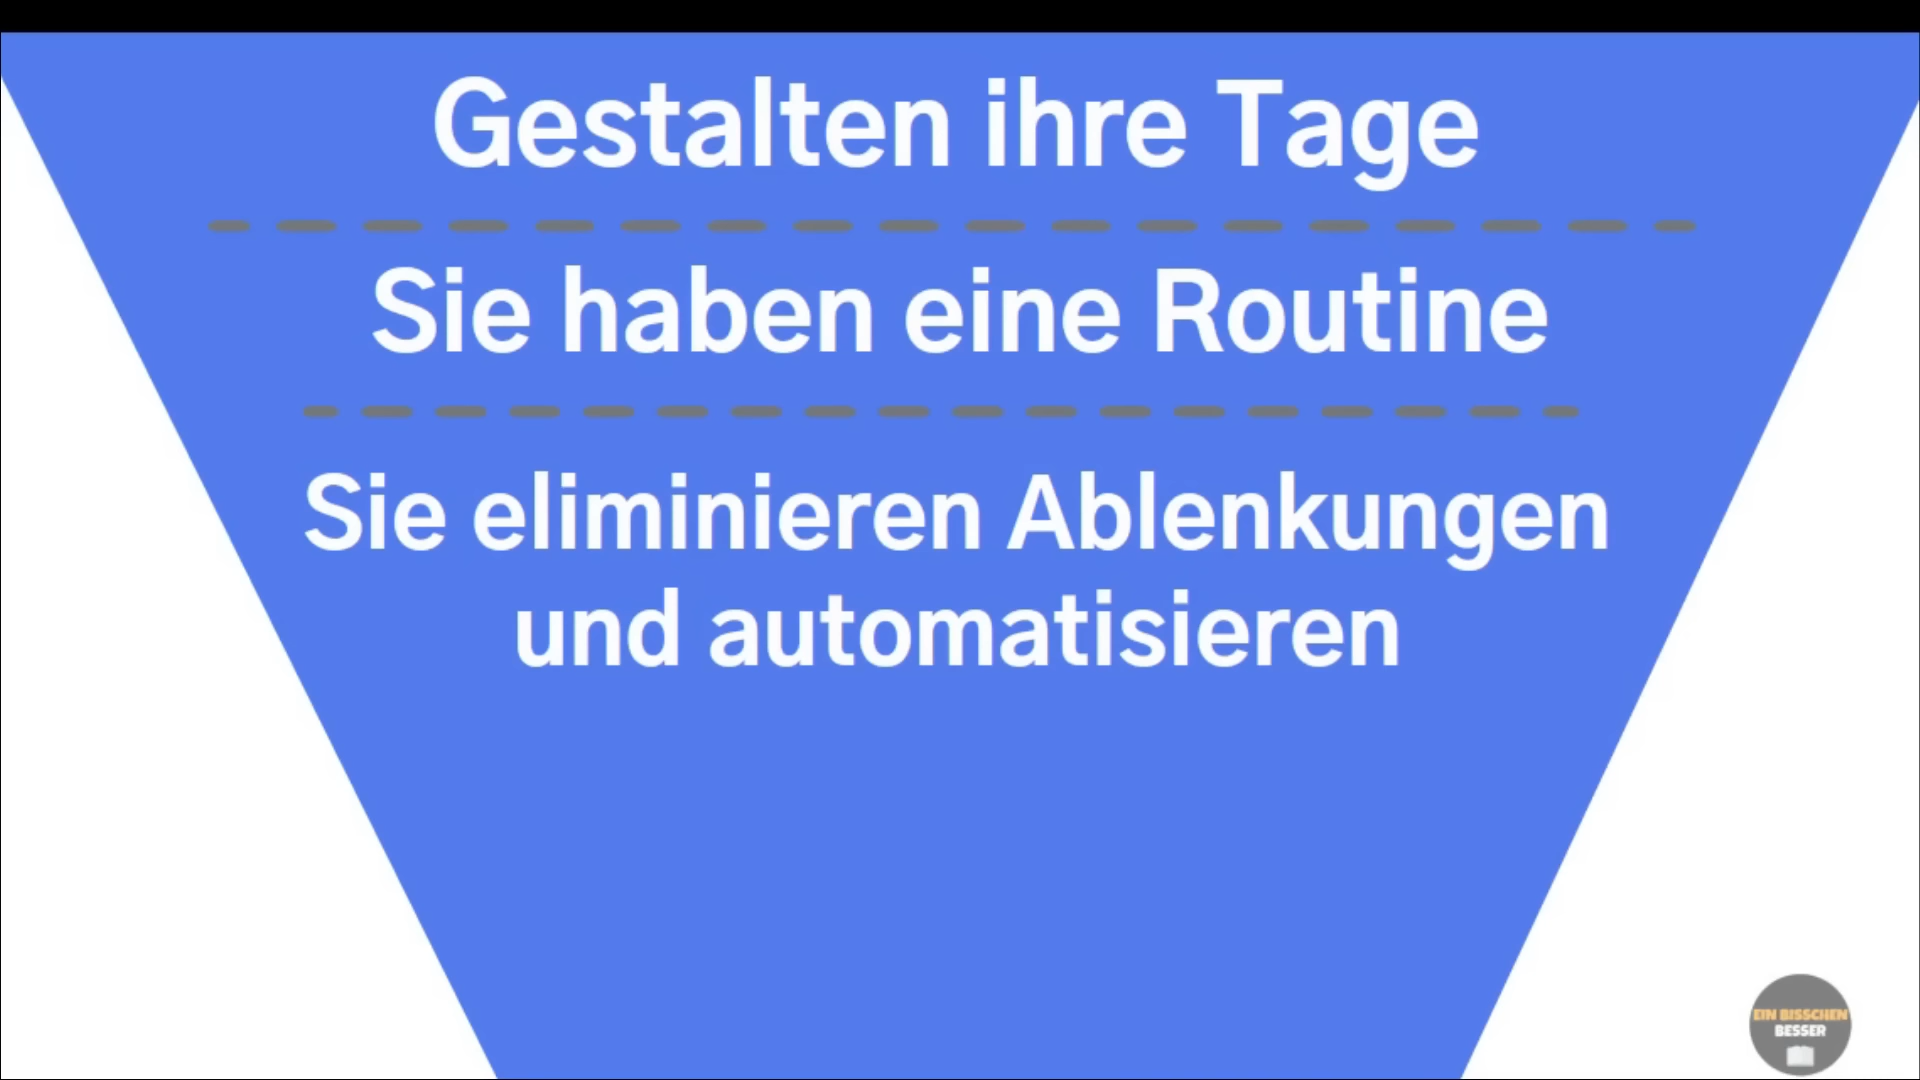 Gestalten ihre Tage
Sie haben eine Routine
Sie eliminieren Ablenkungen
und automatisieren
EIN BISSCHEN
BESSER